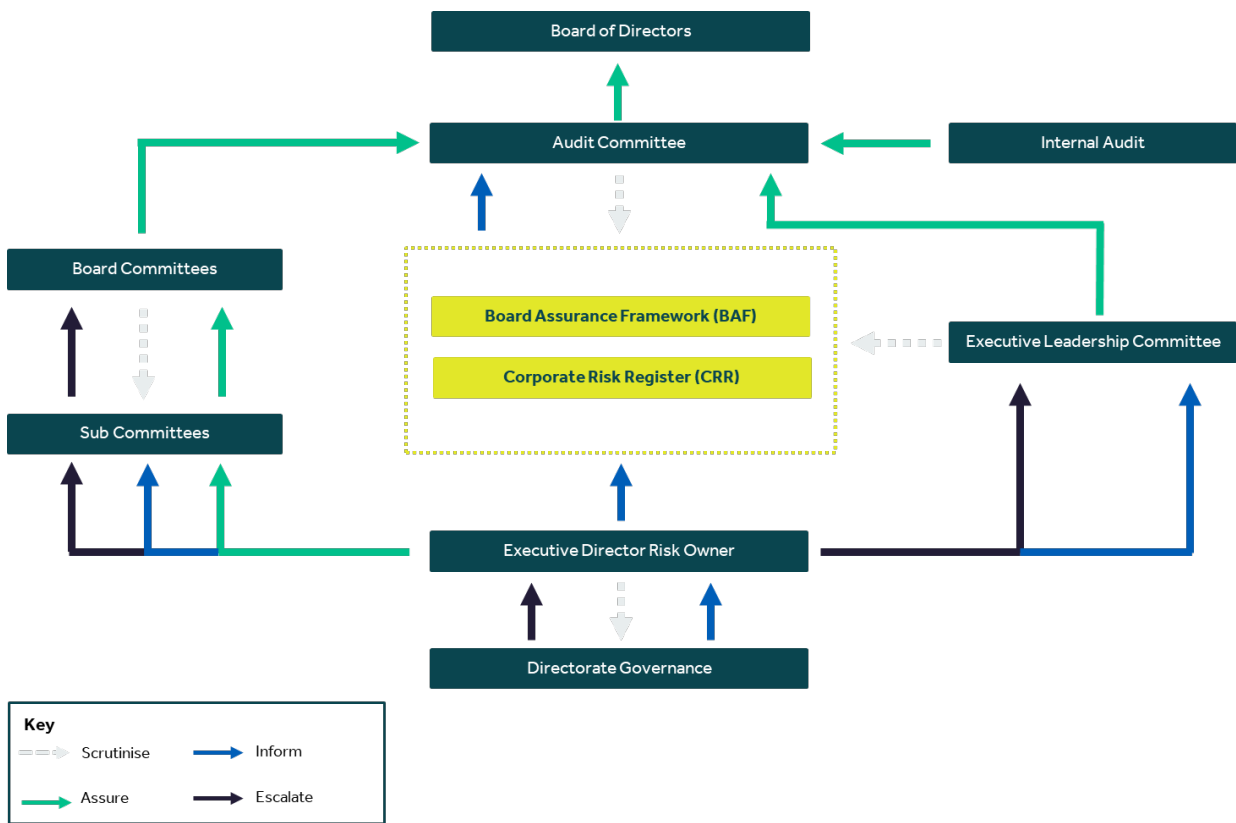 Board of Directors
Audit Committee
Internal Audit
Board Committees
Board Assurance Framework (BAF)
Executive Leadership Committee
Corporate Risk Register (CRR)
Sub Committees
Executive Director Risk Owner
Directorate Governance
Key
Scrutinise
Inform
Assure
Escalate